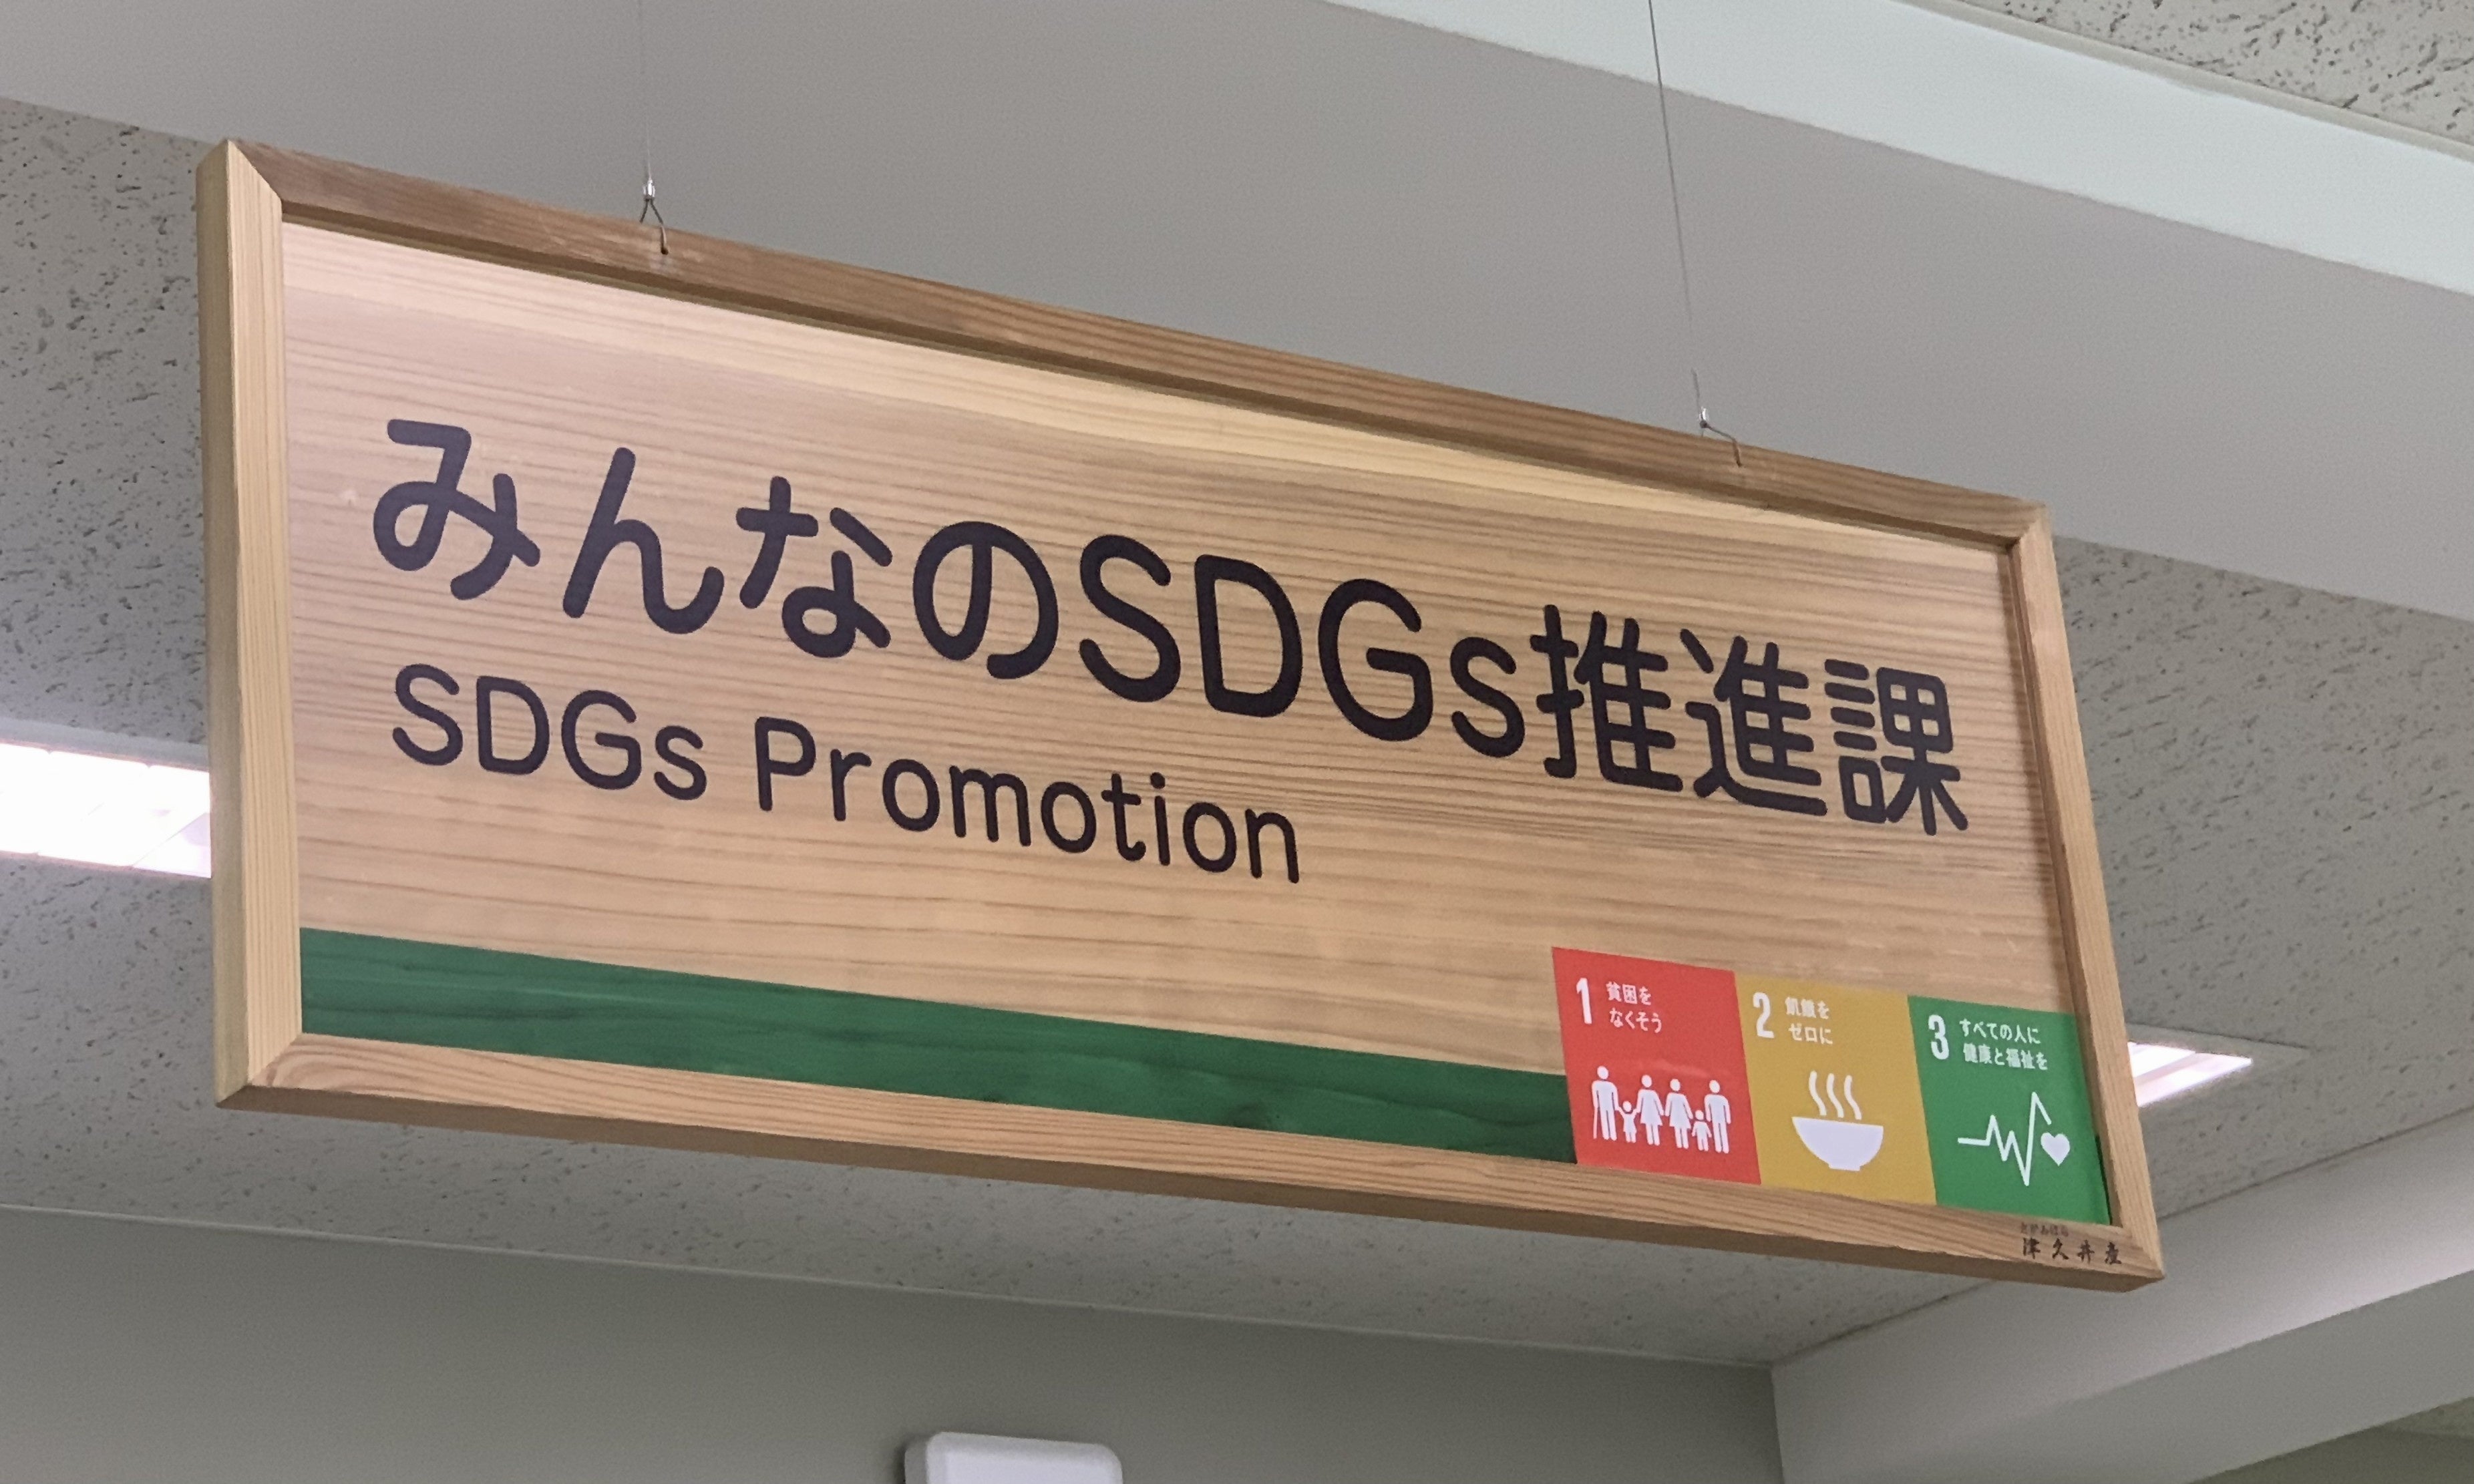 みんなのSDGs推進課
SDGs Promotion
1 貧困を
なくそう
2 飢餓を
ゼロに
3 すべての人に
健康と福祉を
津久井産